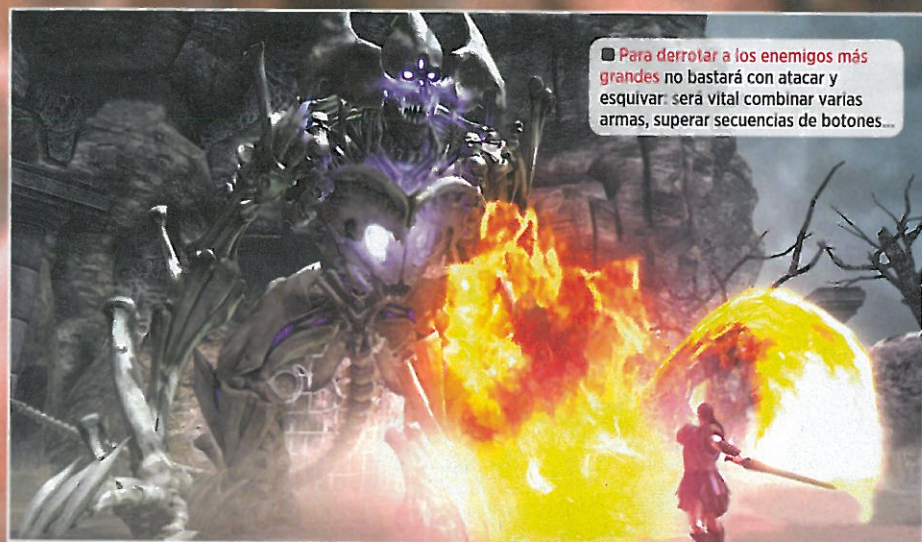 ■ Para derrotar a los enemigos más
grandes no bastará con atacar y
esquivar: será vital combinar varias
armas, superar secuencias de botones...